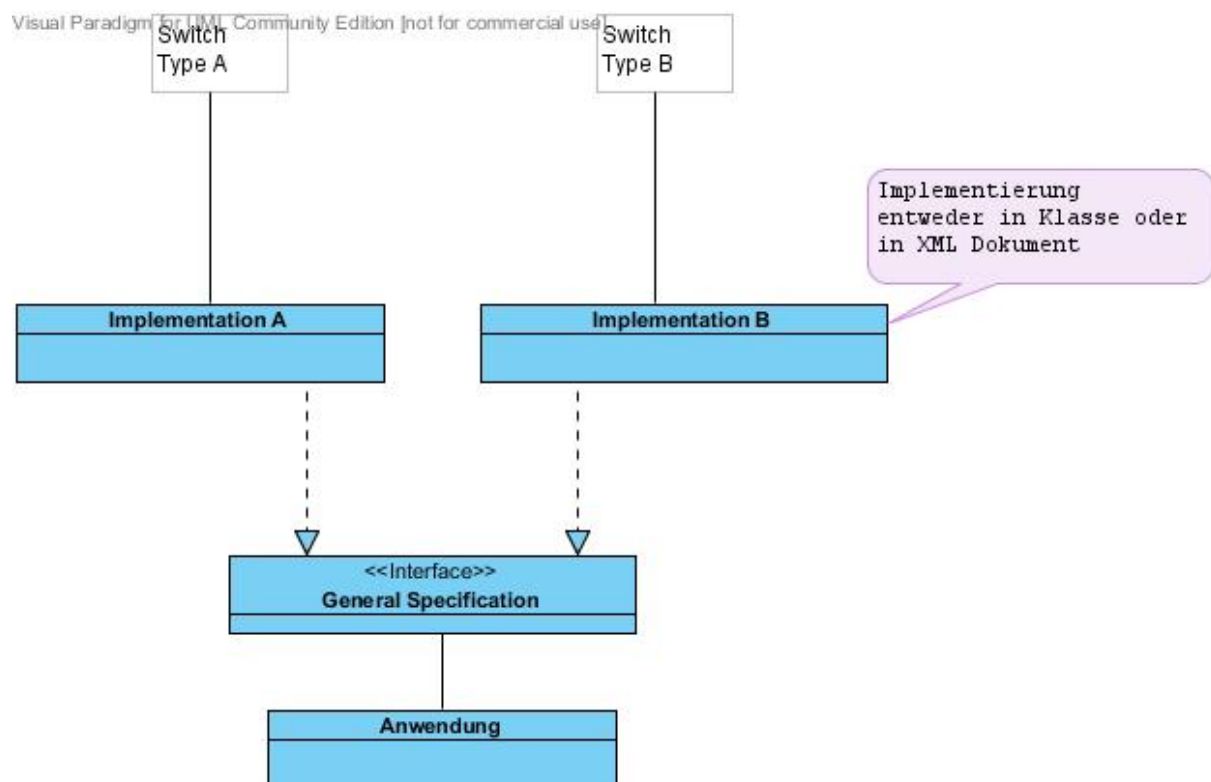 Visual Paradigm for UML Community Edition [not for commercial use]
Switch
Type A
Switch
Type B
Implementierung
entweder in Klasse oder
in XML Dokument
Implementation A
Implementation B
<<Interface>>
General Specification
Anwendung